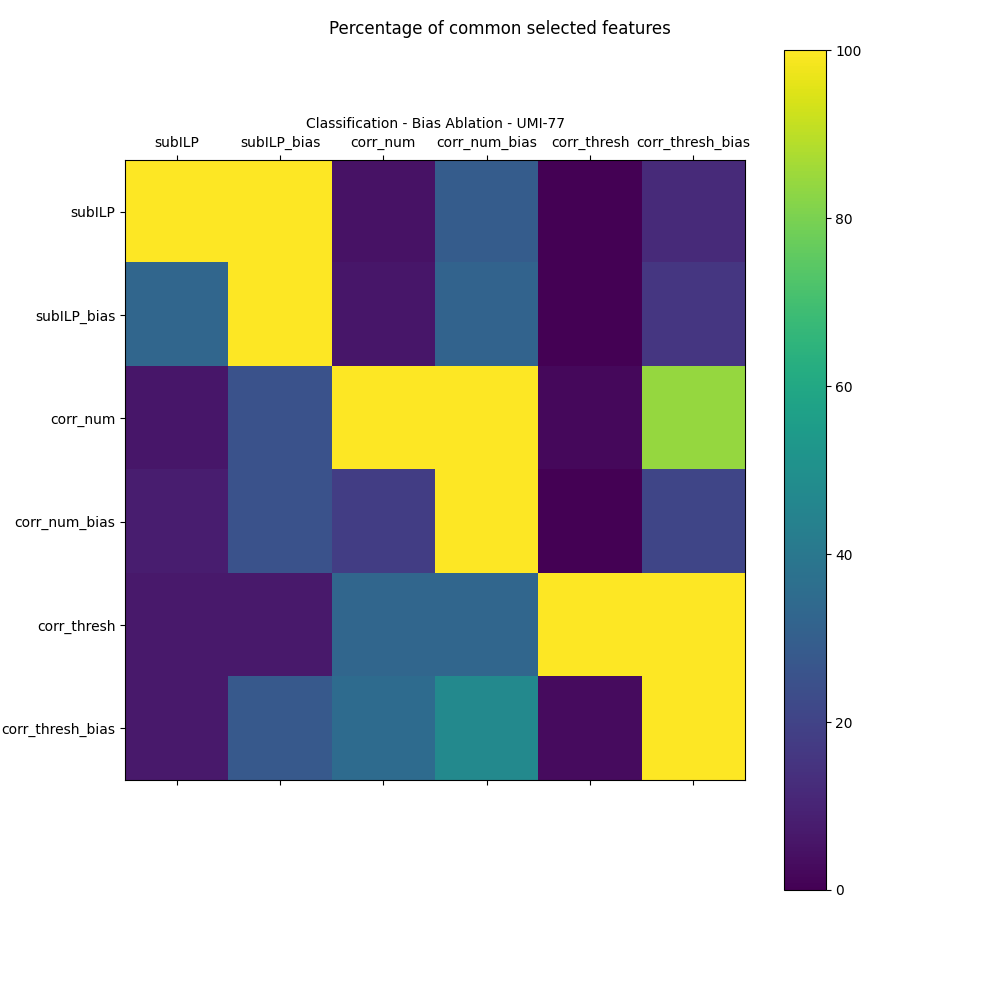 Percentage of common selected features
Classification - Bias Ablation - UMI-77
subILP subILP_bias corr_num corr_num_bias corr_thresh corr_thresh_bias
subILP
subILP_bias
corr_num
corr_num_bias
corr_thresh
corr_thresh_bias
100
80
60
40
20
0